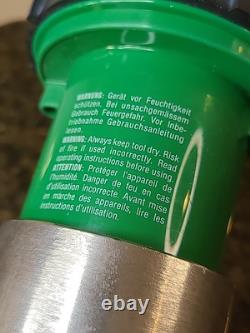 WARNUNG: Gerät vor Feuchtigkeit
schützen. Bei unsachgemässem
Gebrauch Feuergefahr. Vor Inbe-
triebnahme Gebrauchsanleitung
lesen.
WARNING: Always keep tool dry. Risk
of fire if used incorrectly. Read
operating instructions before using.
ATTENTION: Protéger l'appareil de
l'humidité. Danger de feu en cas
d'utilisation incorrecte. Avant mise
en marche des appareils, lire les
instructions d'utilisation.